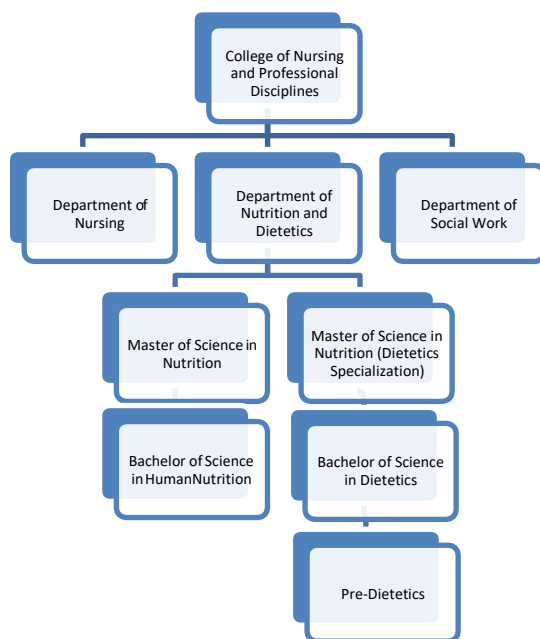 College of Nursing
and Professional
Disciplines
Department of
Nursing
Department of
Nutrition and
Dietetics
Department of
Social Work
Master of Science in
Nutrition
Master of Science in
Nutrition (Dietetics
Specialization)
Bachelor of Science
in HumanNutrition
Bachelor of Science
in Dietetics
Pre-Dietetics